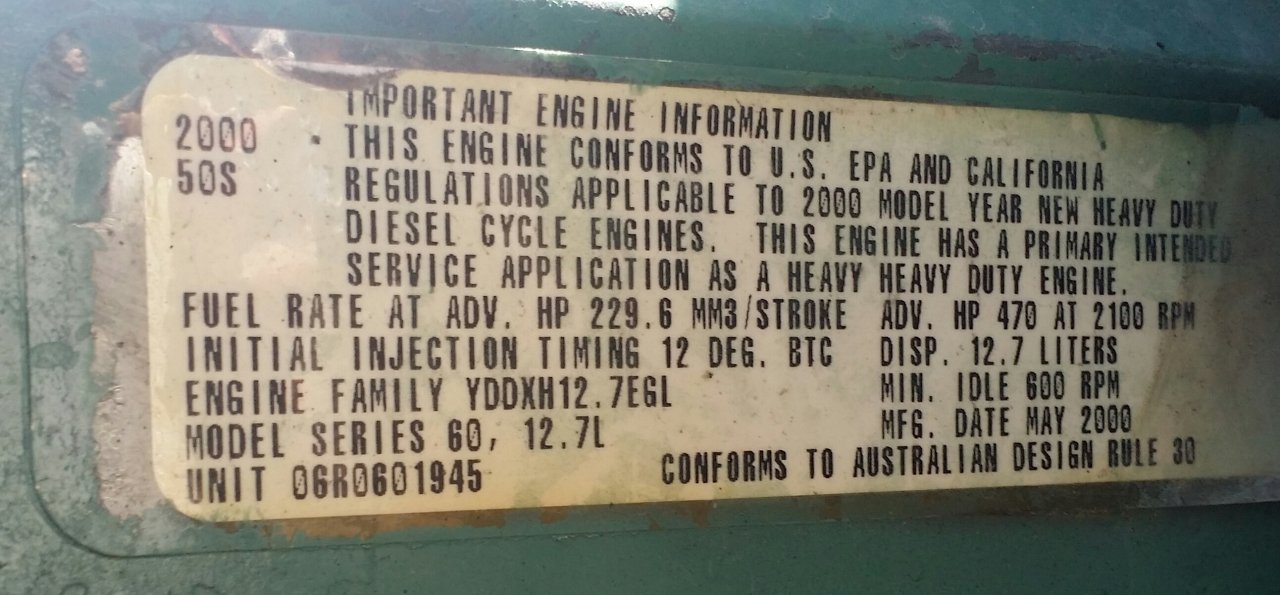 IMPORTANT ENGINE INFORMATION
2000 - THIS ENGINE CONFORMS TO U.S. EPA AND CALIFORNIA
50S REGULATIONS APPLICABLE TO 2000 MODEL YEAR NEW HEAVY DUTY
DIESEL CYCLE ENGINES. THIS ENGINE HAS A PRIMARY INTENDED
SERVICE APPLICATION AS A HEAVY HEAVY DUTY ENGINE.
FUEL RATE AT ADV. HP 229.6 MM3/STROKE ADV. HP 470 AT 2100 RPM
INITIAL INJECTION TIMING 12 DEG. BTC DISP. 12.7 LITERS
ENGINE FAMILY YDDXH12.7EGL MIN. IDLE 600 RPM
MODEL SERIES 60, 12.7L MFG. DATE MAY 2000
UNIT 06R0601945 CONFORMS TO AUSTRALIAN DESIGN RULE 30